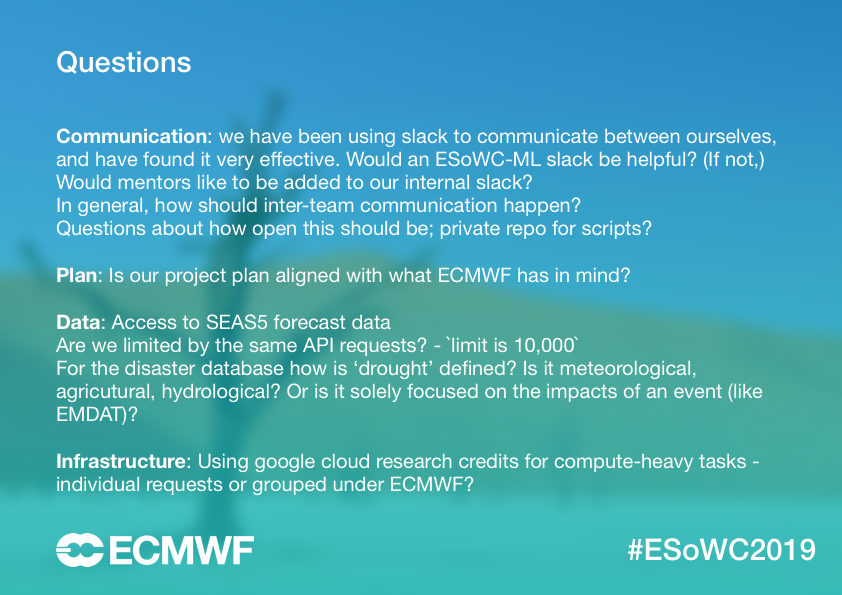 Questions
Communication: we have been using slack to communicate between ourselves,
and have found it very effective. Would an ESoWC-ML slack be helpful? (If not,)
Would mentors like to be added to our internal slack?
In general, how should inter-team communication happen?
Questions about how open this should be; private repo for scripts?
Plan: Is our project plan aligned with what ECMWF has in mind?
Data: Access to SEAS5 forecast data
Are we limited by the same API requests? - `limit is 10,000`
For the disaster database how is ‘drought’ defined? Is it meteorological,
agricutural, hydrological? Or is it solely focused on the impacts of an event (like
EMDAT)?
Infrastructure: Using google cloud research credits for compute-heavy tasks -
individual requests or grouped under ECMWF?
ECMWF
#ESoWC2019